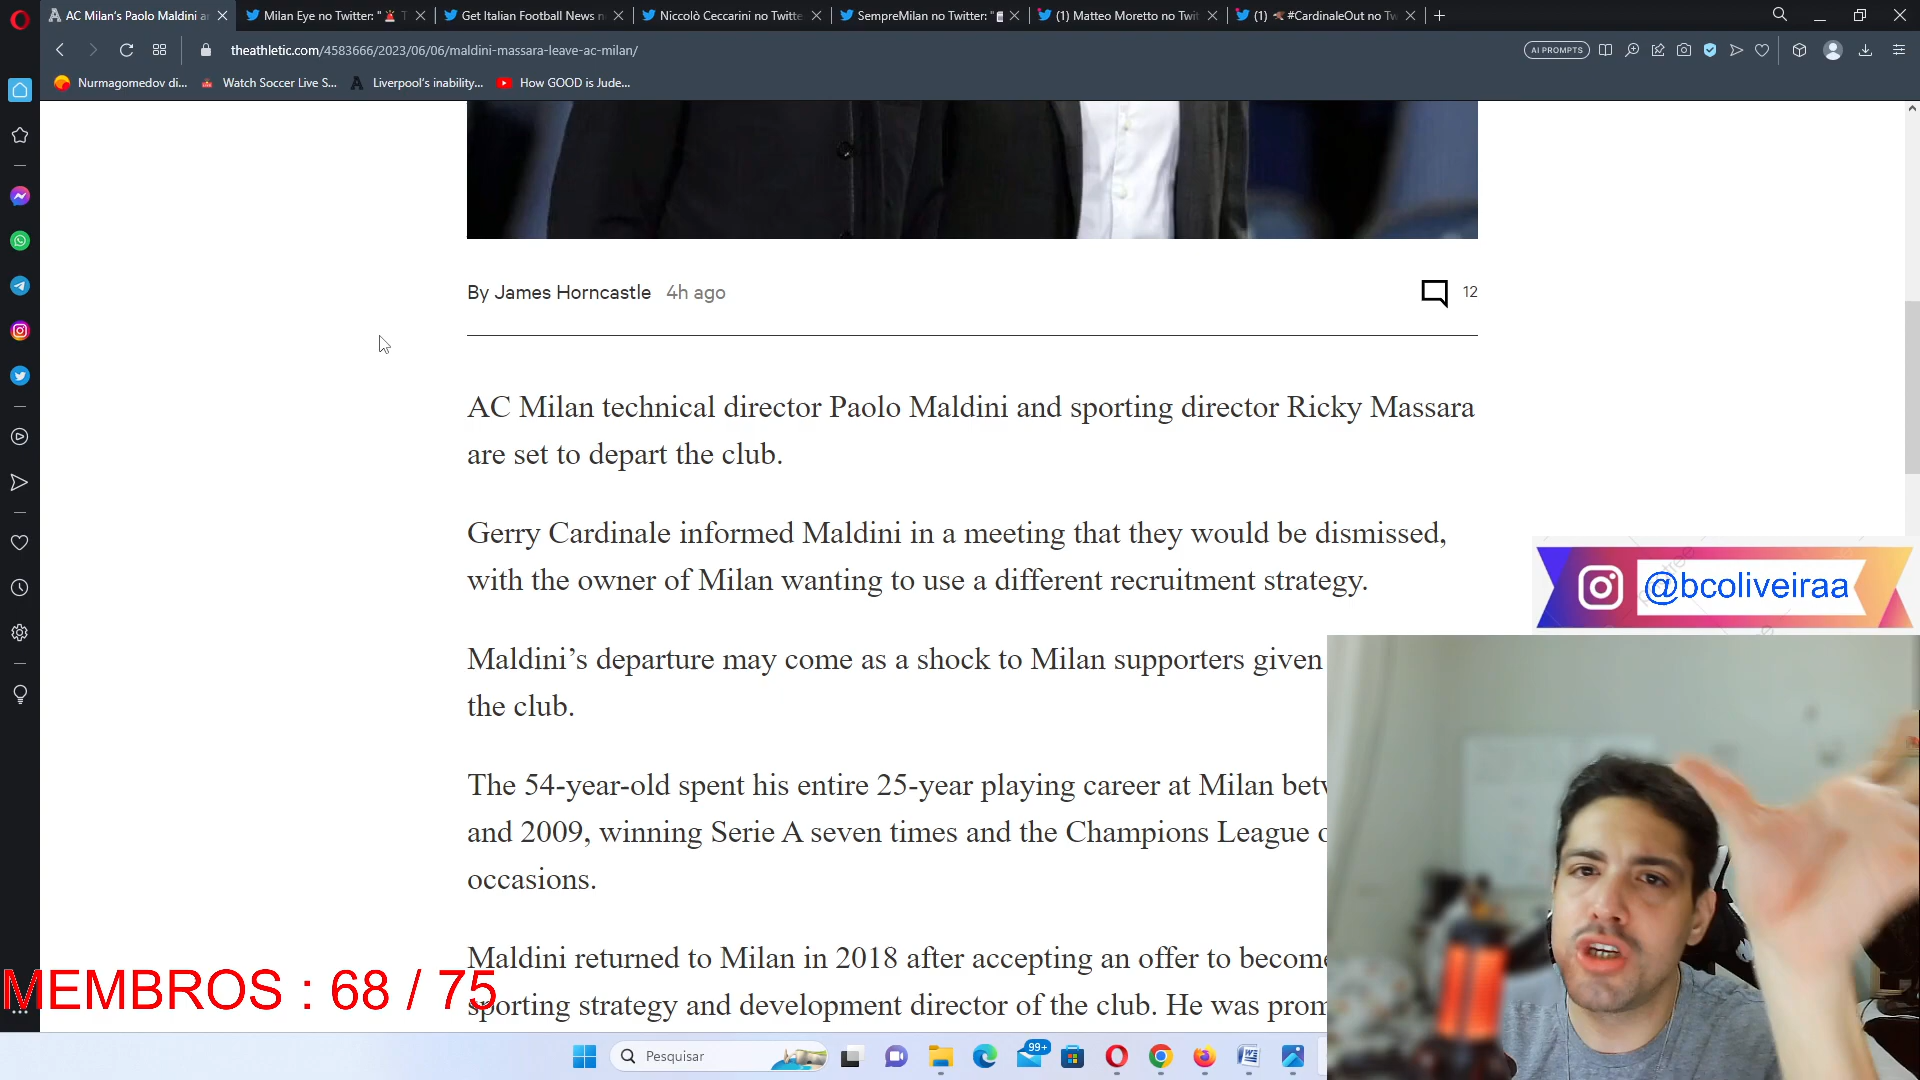 AC Milan's Paolo Maldini
Milan Eye no Twitter: "
Get Italian Football News
Niccolò Ceccarini no Twitte
SempreMilan no Twitter: "
(1) Matteo Moretto no Twi
(1) #CardinaleOut no Tw
theathletic.com/4583666/2023/06/06/maldini-massara-leave-ac-milan/
AI PROMPTS
Nurmagomedov di...
Watch Soccer Live S...
Liverpool's inability...
How GOOD is Jude...
By James Horncastle 4h ago
12
AC Milan technical director Paolo Maldini and sporting director Ricky Massara
are set to depart the club.
Gerry Cardinale informed Maldini in a meeting that they would be dismissed,
with the owner of Milan wanting to use a different recruitment strategy.
@bcoliveiraa
Maldini’s departure may come as a shock to Milan supporters given
the club.
The 54-year-old spent his entire 25-year playing career at Milan betw
and 2009, winning Serie A seven times and the Champions League o
occasions.
Maldini returned to Milan in 2018 after accepting an offer to become
MEMBROS : 68 / 75
sporting strategy and development director of the club. He was prom
Pesquisar
99+